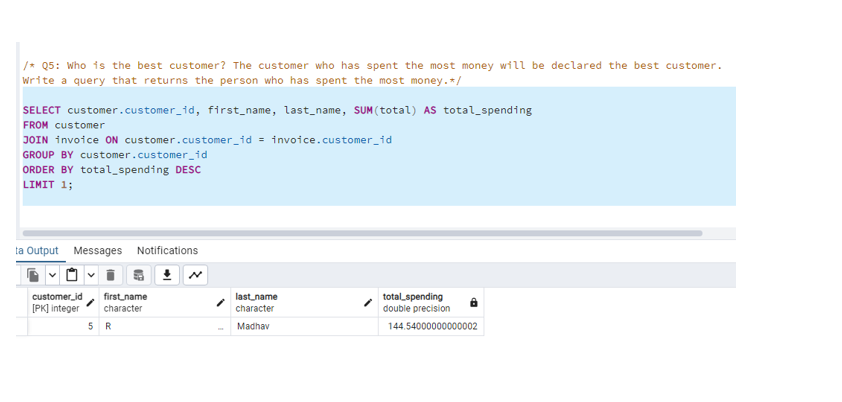 /* Q5: Who is the best customer? The customer who has spent the most money will be declared the best customer.
Write a query that returns the person who has spent the most money.*/
SELECT customer.customer_id, first_name, last_name, SUM(total) AS total_spending
FROM customer
JOIN invoice ON customer.customer_id = invoice.customer_id
GROUP BY customer.customer_id
ORDER BY total_spending DESC
LIMIT 1;
ta Output Messages Notifications
customer_id first_name last_name total_spending
[PK] integer character character double precision
5 R ... Madhav 144.54000000000002